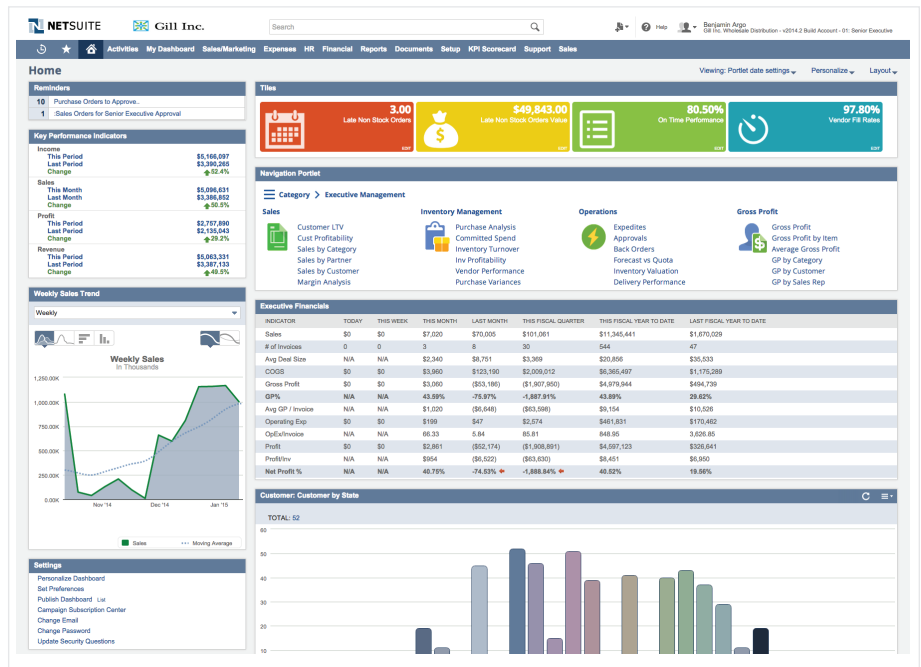 NETSUITE
Gill Inc.
Search
Help
Benjamin Argo
Gill Inc. Wholesale Distribution - v2014.2 Build Account - 01: Senior Executive
Activities My Dashboard Sales/Marketing Expenses HR Financial Reports Documents Setup KPI Scorecard Support Sales
Home
Viewing: Portlet date settings Personalize Layout
Reminders
10 Purchase Orders to Approve..
1 :Sales Orders for Senior Executive Approval
Key Performance Indicators
Income
This Period $5,166,097
Last Period $3,390,265
Change 52.4%
Sales
This Month $5,096,631
Last Month $3,386,852
Change 50.5%
Profit
This Period $2,757,890
Last Period $2,135,043
Change 29.2%
Revenue
This Period $5,063,331
Last Period $3,387,133
Change 49.5%
Weekly Sales Trend
Weekly
Weekly Sales
In Thousands
1,250.00K
1,000.00K
750.00K
500.00K
250.00K
0.00K
Nov '14 Dec '14 Jan '15
Sales Moving Average
Settings
Personalize Dashboard
Set Preferences
Publish Dashboard List
Campaign Subscription Center
Change Email
Change Password
Update Security Questions
Tiles
3.00
Late Non Stock Orders
EDIT
$49,843.00
Late Non Stock Orders Value
EDIT
80.50%
On Time Performance
EDIT
97.80%
Vendor Fill Rates
EDIT
Navigation Portlet
Category > Executive Management
Sales
Customer LTV
Cust Profitability
Sales by Category
Sales by Partner
Sales by Customer
Margin Analysis
Inventory Management
Purchase Analysis
Committed Spend
Inventory Turnover
Inv Profitability
Vendor Performance
Purchase Variances
Operations
Expedites
Approvals
Back Orders
Forecast vs Quota
Inventory Valuation
Delivery Performance
Gross Profit
Gross Profit
Gross Profit by Item
Average Gross Profit
GP by Category
GP by Customer
GP by Sales Rep
Executive Financials
INDICATOR TODAY THIS WEEK THIS MONTH LAST MONTH THIS FISCAL QUARTER THIS FISCAL YEAR TO DATE LAST FISCAL YEAR TO DATE
Sales $0 $0 $7,020 $70,005 $101,061 $11,345,441 $1,670,029
# of Invoices 0 0 3 8 30 544 47
Avg Deal Size N/A N/A $2,340 $8,751 $3,369 $20,856 $35,533
COGS $0 $0 $3,960 $123,190 $2,009,012 $6,365,497 $1,175,289
Gross Profit $0 $0 $3,060 ($53,186) ($1,907,950) $4,979,944 $494,739
GP% N/A N/A 43.59% -75.97% -1,887.91% 43.89% 29.62%
Avg GP / Invoice N/A N/A $1,020 ($6,648) ($63,598) $9,154 $10,526
Operating Exp $0 $0 $199 $47 $2,574 $461,831 $170,462
OpEx/Invoice N/A N/A 66.33 5.84 85.81 848.95 3,626.85
Profit $0 $0 $2,861 ($52,174) ($1,908,891) $4,597,123 $326,641
Profit/Inv N/A N/A $954 ($6,522) ($63,630) $8,451 $6,950
Net Profit % N/A N/A 40.75% -74.53% -1,888.84% 40.52% 19.56%
Customer: Customer by State
TOTAL: 52
60
50
40
30
20
10